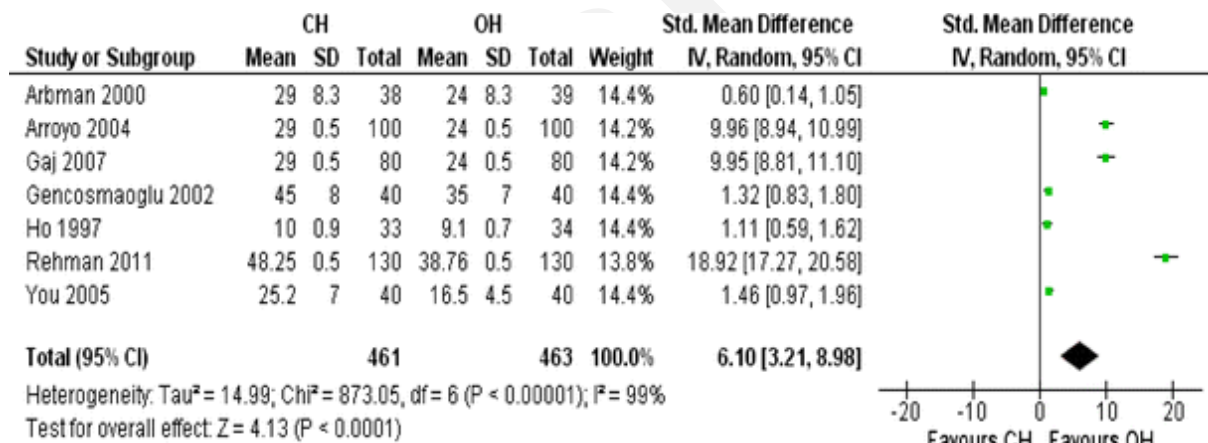 CH OH Std. Mean Difference Std. Mean Difference
Study or Subgroup Mean SD Total Mean SD Total Weight IV, Random, 95% CI IV, Random, 95% CI
Arbman 2000 29 8.3 38 24 8.3 39 14.4% 0.60 [0.14, 1.05]
Arroyo 2004 29 0.5 100 24 0.5 100 14.2% 9.96 [8.94, 10.99]
Gaj 2007 29 0.5 80 24 0.5 80 14.2% 9.95 [8.81, 11.10]
Gencosmaoglu 2002 45 8 40 35 7 40 14.4% 1.32 [0.83, 1.80]
Ho 1997 10 0.9 33 9.1 0.7 34 14.4% 1.11 [0.59, 1.62]
Rehman 2011 48.25 0.5 130 38.76 0.5 130 13.8% 18.92 [17.27, 20.58]
You 2005 25.2 7 40 16.5 4.5 40 14.4% 1.46 [0.97, 1.96]
Total (95% CI) 461 463 100.0% 6.10 [3.21, 8.98]
Heterogeneity: Tau² = 14.99; Chi² = 873.05, df = 6 (P < 0.00001); I² = 99%
Test for overall effect: Z = 4.13 (P < 0.0001)
-20 -10 0 10 20
Favours CH Favours OH